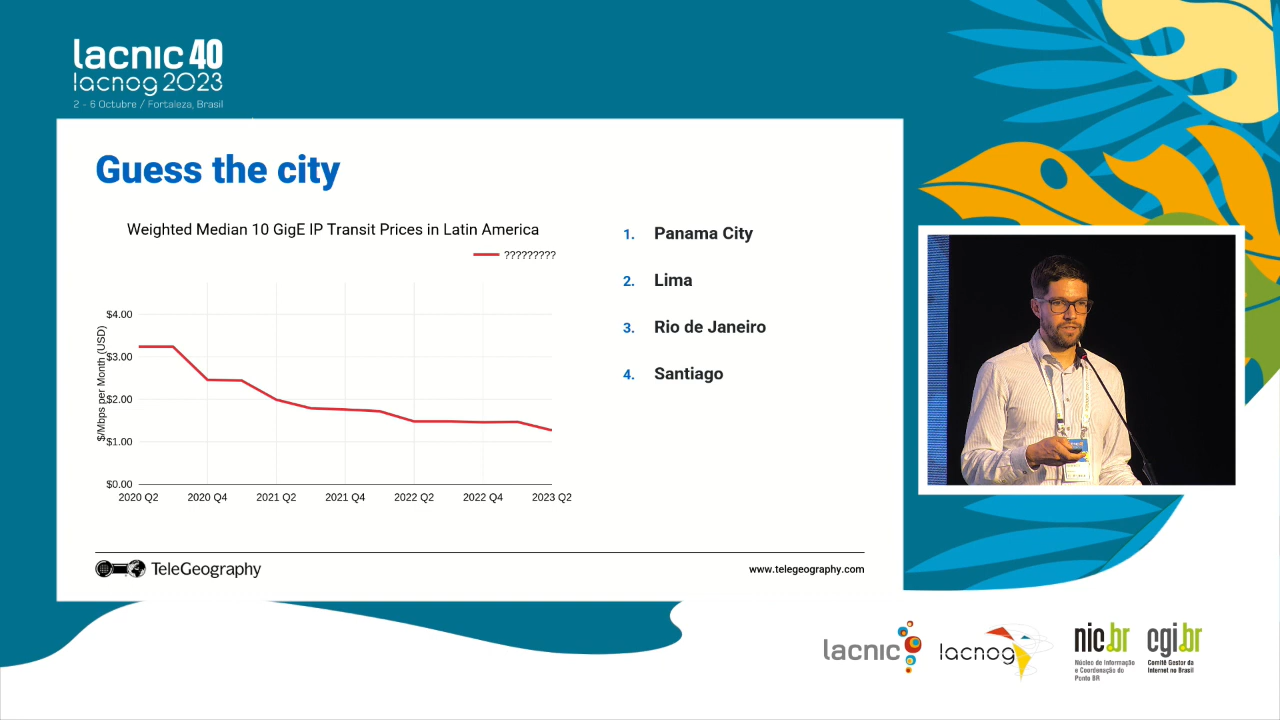 lacnic 40
lacnog 2023
2 - 6 Octubre / Fortaleza, Brasil
Guess the city
Weighted Median 10 GigE IP Transit Prices in Latin America
?????????
$/Mbps per Month (USD)
$4.00
$3.00
$2.00
$1.00
$0.00
2020 Q2
2020 Q4
2021 Q2
2021 Q4
2022 Q2
2022 Q4
2023 Q2
1. Panama City
2. Lima
3. Rio de Janeiro
4. Santiago
TeleGeography
www.telegeography.com
lacnic
lacnog
nic.br
Núcleo de Informação
e Coordenação do
Ponto BR
cgi.br
Comitê Gestor da
Internet no Brasil